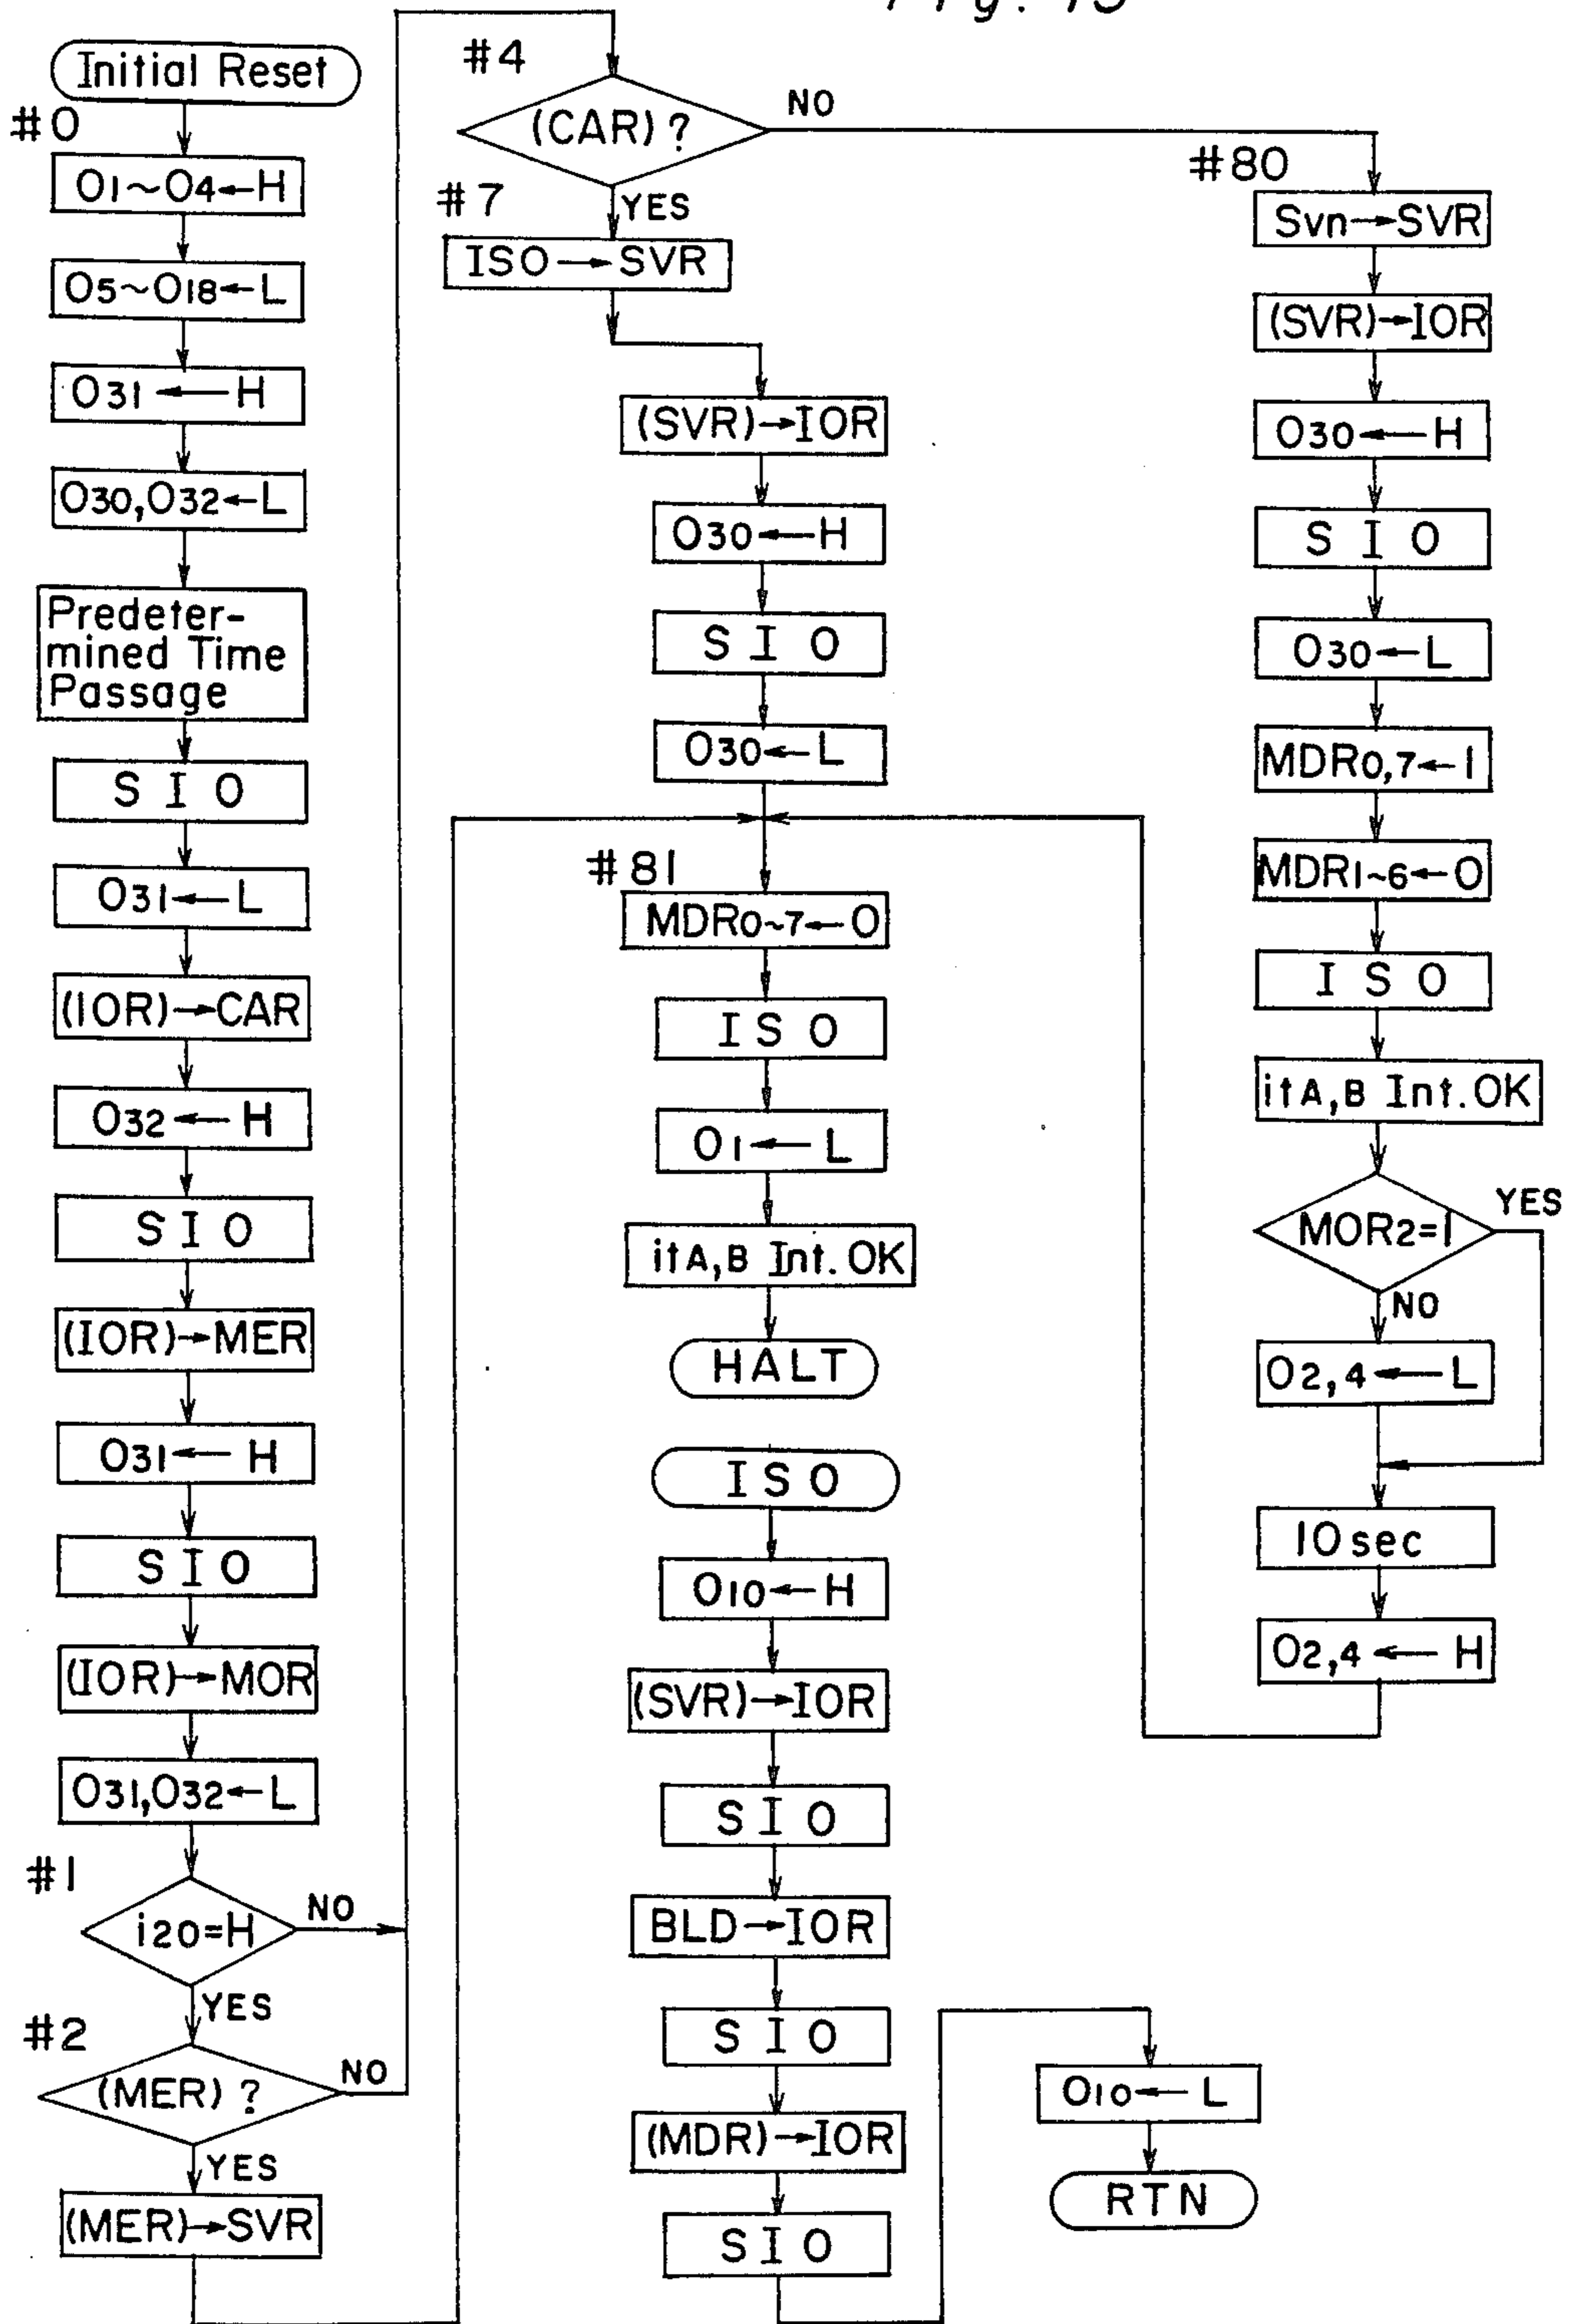 Fig. 13
Initial Reset
#0
O1~O4←H
O5~O18←L
O31←H
O30,O32←L
Predeter-
mined Time
Passage
SIO
O31←L
(IOR)→CAR
O32←H
SIO
(IOR)→MER
O31←H
SIO
(IOR)→MOR
O31,O32←L
#1
i20=H
NO
YES
#2
(MER)?
NO
YES
(MER)→SVR
#4
(CAR)?
NO
#7
YES
ISO→SVR
(SVR)→IOR
O30←H
SIO
O30←L
#81
MDR0~7←0
ISO
O1←L
itA,B Int.OK
HALT
ISO
O10←H
(SVR)→IOR
SIO
BLD→IOR
SIO
(MDR)→IOR
SIO
O10←L
RTN
#80
Svn→SVR
(SVR)→IOR
O30←H
SIO
O30←L
MDR0,7←1
MDR1~6←0
ISO
itA,B Int.OK
MOR2=1
YES
NO
O2,4←L
10sec
O2,4←H